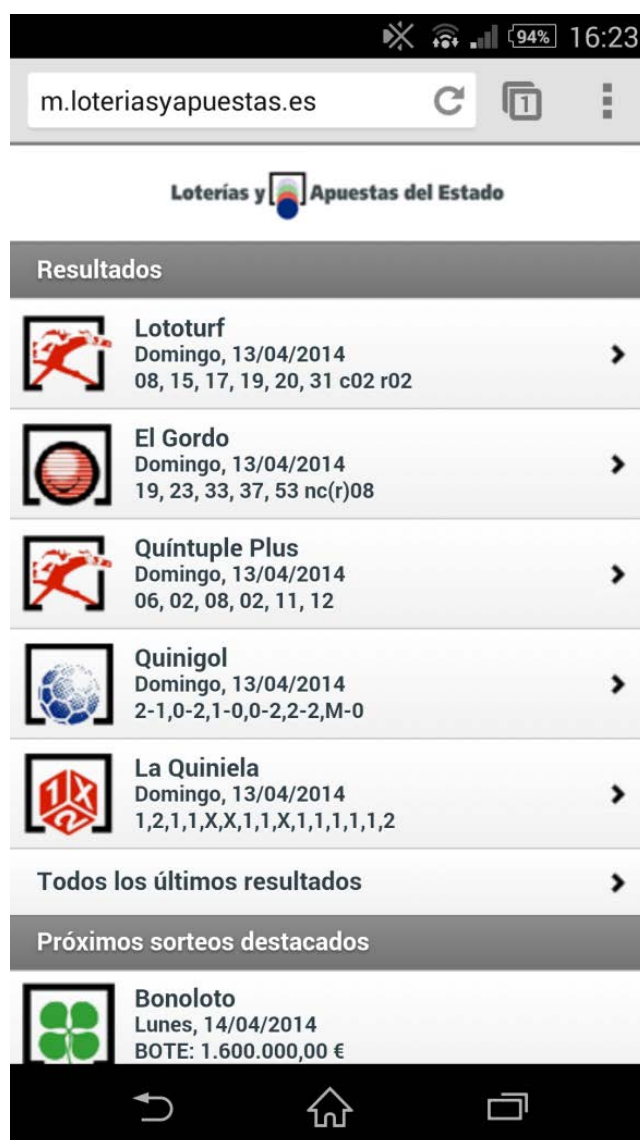 94% 16:23
m.loteriasyapuestas.es 1
Loterías y Apuestas del Estado
Resultados
Lototurf
Domingo, 13/04/2014
08, 15, 17, 19, 20, 31 c02 r02
El Gordo
Domingo, 13/04/2014
19, 23, 33, 37, 53 nc(r)08
Quíntuple Plus
Domingo, 13/04/2014
06, 02, 08, 02, 11, 12
Quinigol
Domingo, 13/04/2014
2-1,0-2,1-0,0-2,2-2,M-0
1X2
La Quiniela
Domingo, 13/04/2014
1,2,1,1,X,X,1,1,X,1,1,1,1,1,2
Todos los últimos resultados
Próximos sorteos destacados
Bonoloto
Lunes, 14/04/2014
BOTE: 1.600.000,00 €